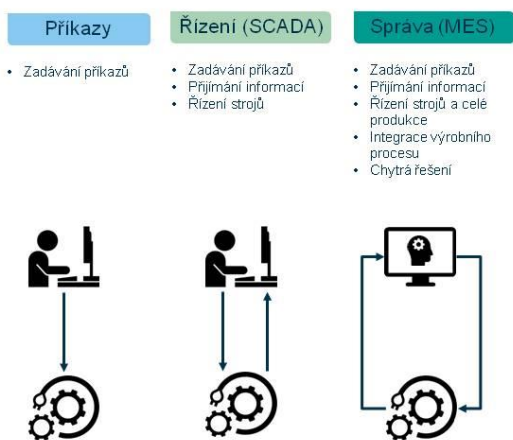 Příkazy
• Zadávání příkazů
Řízení (SCADA)
• Zadávání příkazů
• Přijímání informací
• Řízení strojů
Správa (MES)
• Zadávání příkazů
• Přijímání informací
• Řízení strojů a celé
produkce
• Integrace výrobního
procesu
• Chytrá řešení